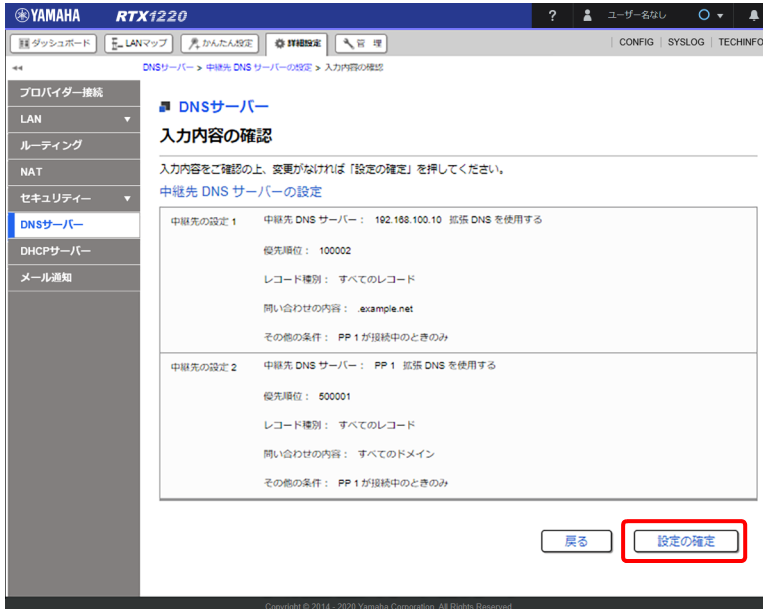 YAMAHA RTX1220 ? ユーザー名なし
ダッシュボード LANマップ かんたん設定 詳細設定 管 理 CONFIG | SYSLOG | TECHINFO
DNSサーバー > 中継先 DNS サーバーの設定 > 入力内容の確認
プロバイダー接続
LAN
ルーティング
NAT
セキュリティー
DNSサーバー
DHCPサーバー
メール通知
DNSサーバー
入力内容の確認
入力内容をご確認の上、変更がなければ「設定の確定」を押してください。
中継先 DNS サーバーの設定
中継先の設定 1 中継先 DNS サーバー： 192.168.100.10 拡張 DNS を使用する
優先順位： 100002
レコード種別： すべてのレコード
問い合わせの内容： .example.net
その他の条件： PP 1 が接続中のときのみ
中継先の設定 2 中継先 DNS サーバー： PP 1 拡張 DNS を使用する
優先順位： 500001
レコード種別： すべてのレコード
問い合わせの内容： すべてのドメイン
その他の条件： PP 1 が接続中のときのみ
戻る 設定の確定
Copyright © 2014 - 2020 Yamaha Corporation. All Rights Reserved.